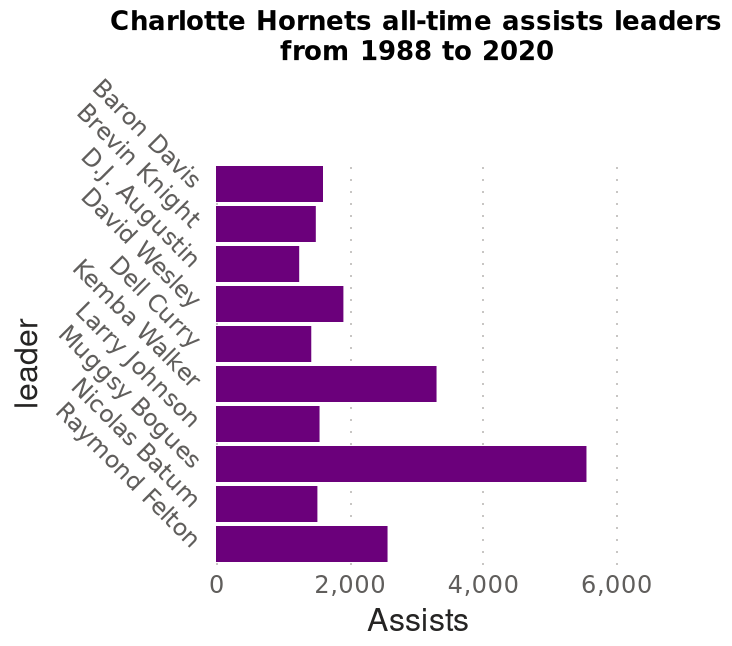 Charlotte Hornets all-time assists leaders
from 1988 to 2020
Baron Davis
Brevin Knight
D.J. Augustin
David Wesley
Dell Curry
Kemba Walker
Larry Johnson
Muggsy Bogues
Nicolas Batum
Raymond Felton
leader
0
2,000
4,000
6,000
Assists